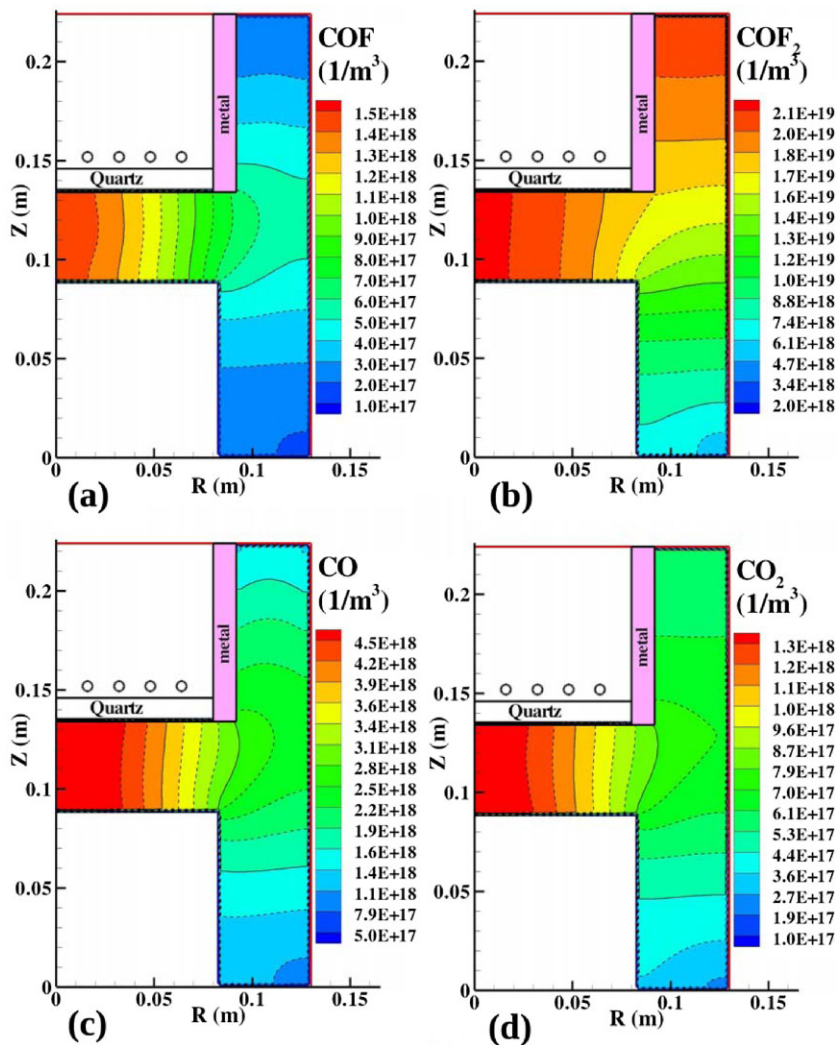 COF
(1/m³)
1.5E+18
1.4E+18
1.3E+18
1.2E+18
1.1E+18
1.0E+18
9.0E+17
8.0E+17
7.0E+17
6.0E+17
5.0E+17
4.0E+17
3.0E+17
2.0E+17
1.0E+17
metal
Quartz
Z (m)
0.2
0.15
0.1
0.05
0
0 0.05 0.1 0.15
R (m)
(a)
COF₂
(1/m³)
2.1E+19
2.0E+19
1.8E+19
1.7E+19
1.6E+19
1.4E+19
1.3E+19
1.2E+19
1.0E+19
8.8E+18
7.4E+18
6.1E+18
4.7E+18
3.4E+18
2.0E+18
metal
Quartz
Z (m)
0.2
0.15
0.1
0.05
0
0 0.05 0.1 0.15
R (m)
(b)
CO
(1/m³)
4.5E+18
4.2E+18
3.9E+18
3.6E+18
3.4E+18
3.1E+18
2.8E+18
2.5E+18
2.2E+18
1.9E+18
1.6E+18
1.4E+18
1.1E+18
7.9E+17
5.0E+17
metal
Quartz
Z (m)
0.2
0.15
0.1
0.05
0
0 0.05 0.1 0.15
R (m)
(c)
CO₂
(1/m³)
1.3E+18
1.2E+18
1.1E+18
1.0E+18
9.6E+17
8.7E+17
7.9E+17
7.0E+17
6.1E+17
5.3E+17
4.4E+17
3.6E+17
2.7E+17
1.9E+17
1.0E+17
metal
Quartz
Z (m)
0.2
0.15
0.1
0.05
0
0 0.05 0.1 0.15
R (m)
(d)